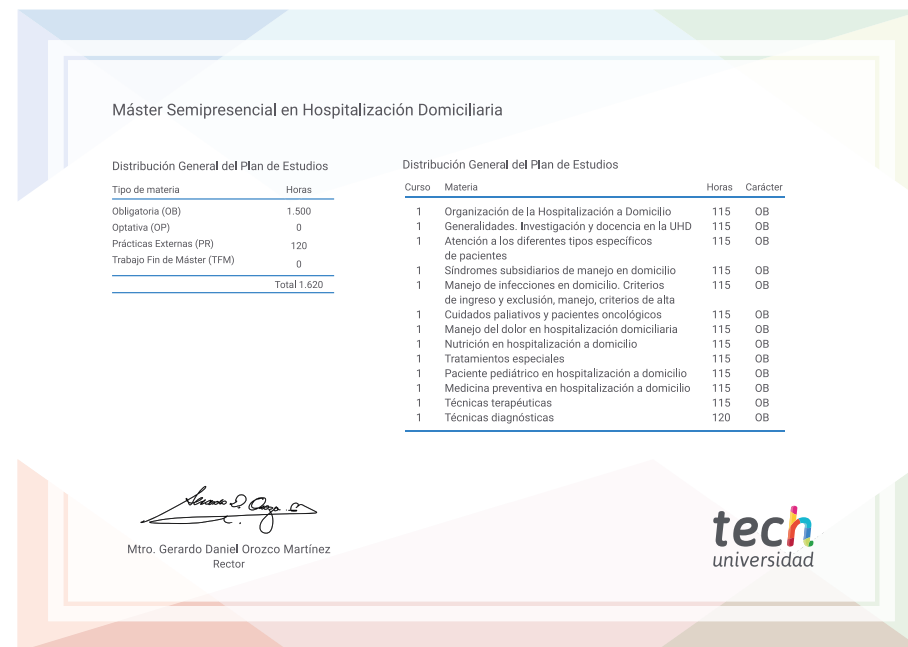 Máster Semipresencial en Hospitalización Domiciliaria
Distribución General del Plan de Estudios
Tipo de materia Horas
Obligatoria (OB) 1.500
Optativa (OP) 0
Prácticas Externas (PR) 120
Trabajo Fin de Máster (TFM) 0
Total 1.620
Distribución General del Plan de Estudios
Curso Materia Horas Carácter
1 Organización de la Hospitalización a Domicilio 115 OB
1 Generalidades. Investigación y docencia en la UHD 115 OB
1 Atención a los diferentes tipos específicos 115 OB
de pacientes
1 Síndromes subsidiarios de manejo en domicilio 115 OB
1 Manejo de infecciones en domicilio. Criterios 115 OB
de ingreso y exclusión, manejo, criterios de alta
1 Cuidados paliativos y pacientes oncológicos 115 OB
1 Manejo del dolor en hospitalización domiciliaria 115 OB
1 Nutrición en hospitalización a domicilio 115 OB
1 Tratamientos especiales 115 OB
1 Paciente pediátrico en hospitalización a domicilio 115 OB
1 Medicina preventiva en hospitalización a domicilio 115 OB
1 Técnicas terapéuticas 115 OB
1 Técnicas diagnósticas 120 OB
Mtro. Gerardo Daniel Orozco Martínez
Rector
tech
universidad